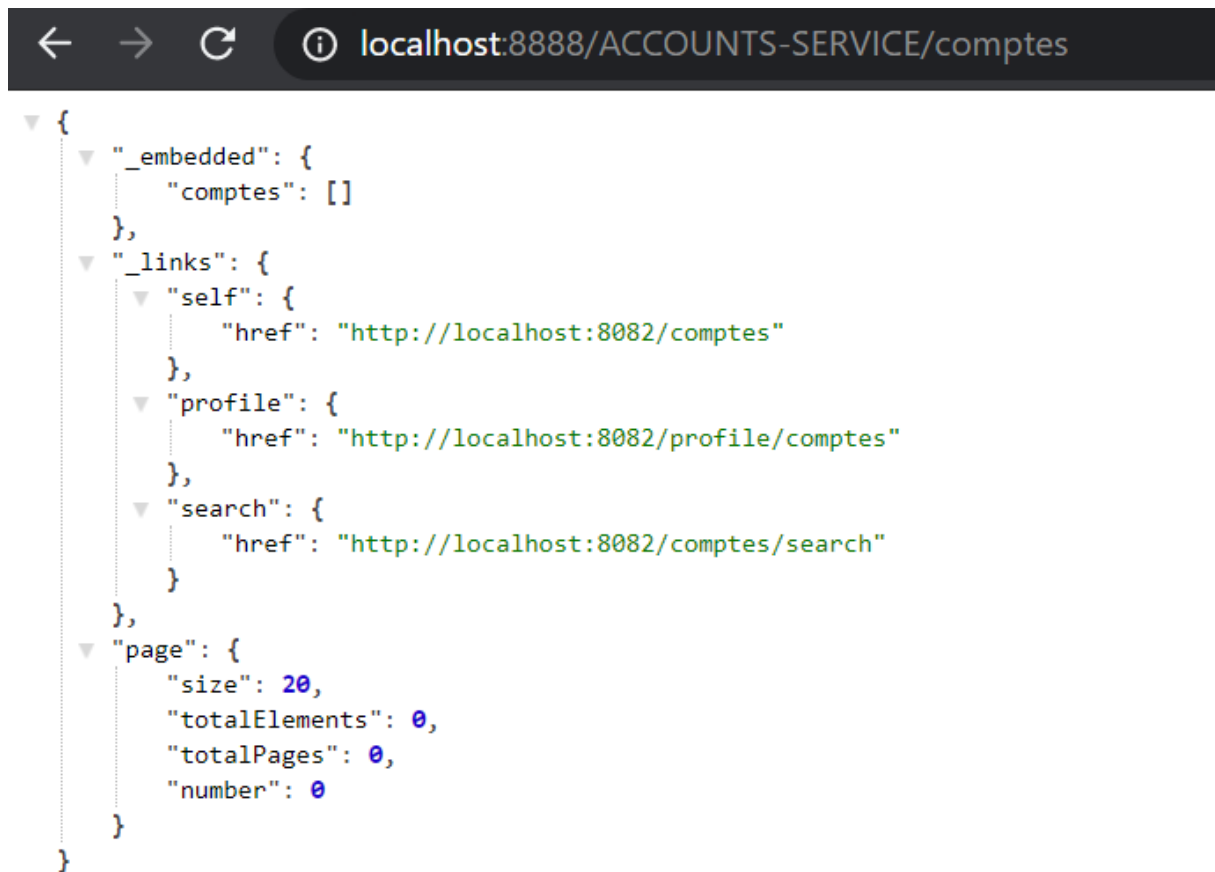 localhost:8888/ACCOUNTS-SERVICE/comptes
{
"_embedded": {
"comptes": []
},
"_links": {
"self": {
"href": "http://localhost:8082/comptes"
},
"profile": {
"href": "http://localhost:8082/profile/comptes"
},
"search": {
"href": "http://localhost:8082/comptes/search"
}
},
"page": {
"size": 20,
"totalElements": 0,
"totalPages": 0,
"number": 0
}
}